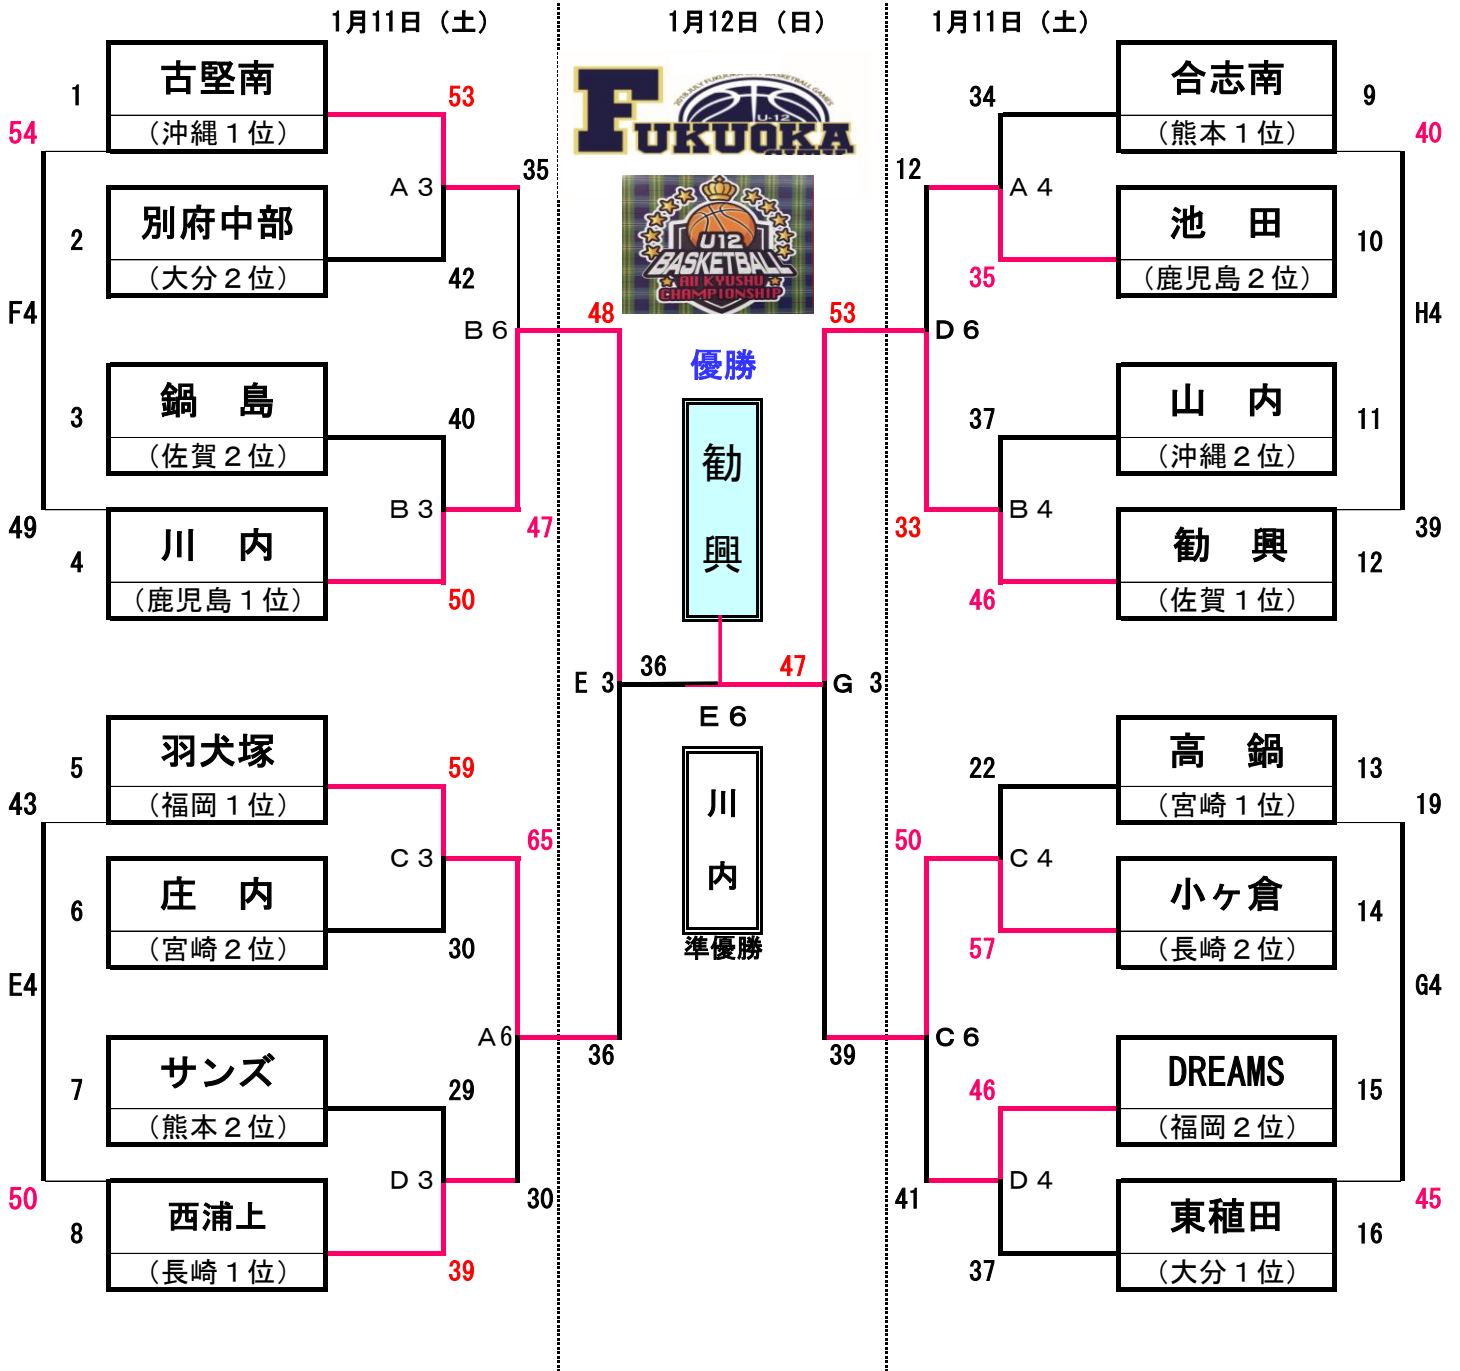 1月11日（土）
1月12日（日）
1月11日（土）
1
古堅南
（沖縄１位）
54
53
2
別府中部
（大分２位）
42
A 3
35
F4
B 6
3
鍋　島
（佐賀２位）
40
B 3
49
4
川　内
（鹿児島１位）
50
47
48
5
羽犬塚
（福岡１位）
59
43
C 3
65
6
庄　内
（宮崎２位）
30
E4
A 6
36
7
サンズ
（熊本２位）
29
D 3
30
50
8
西浦上
（長崎１位）
39
FUKUOKA
U-12
U12
BASKETBALL
All KYUSHU
CHAMPIONSHIP
優勝
勧興
E 3
36
47
G 3
E 6
川内
準優勝
34
合志南
（熊本１位）
9
40
12
A 4
35
池　田
（鹿児島２位）
10
53
D 6
H4
37
山　内
（沖縄２位）
11
B 4
33
46
勧　興
（佐賀１位）
12
39
22
高　鍋
（宮崎１位）
13
19
50
C 4
57
小ヶ倉
（長崎２位）
14
G4
39
C 6
46
DREAMS
（福岡２位）
15
D 4
41
37
東稙田
（大分１位）
16
45